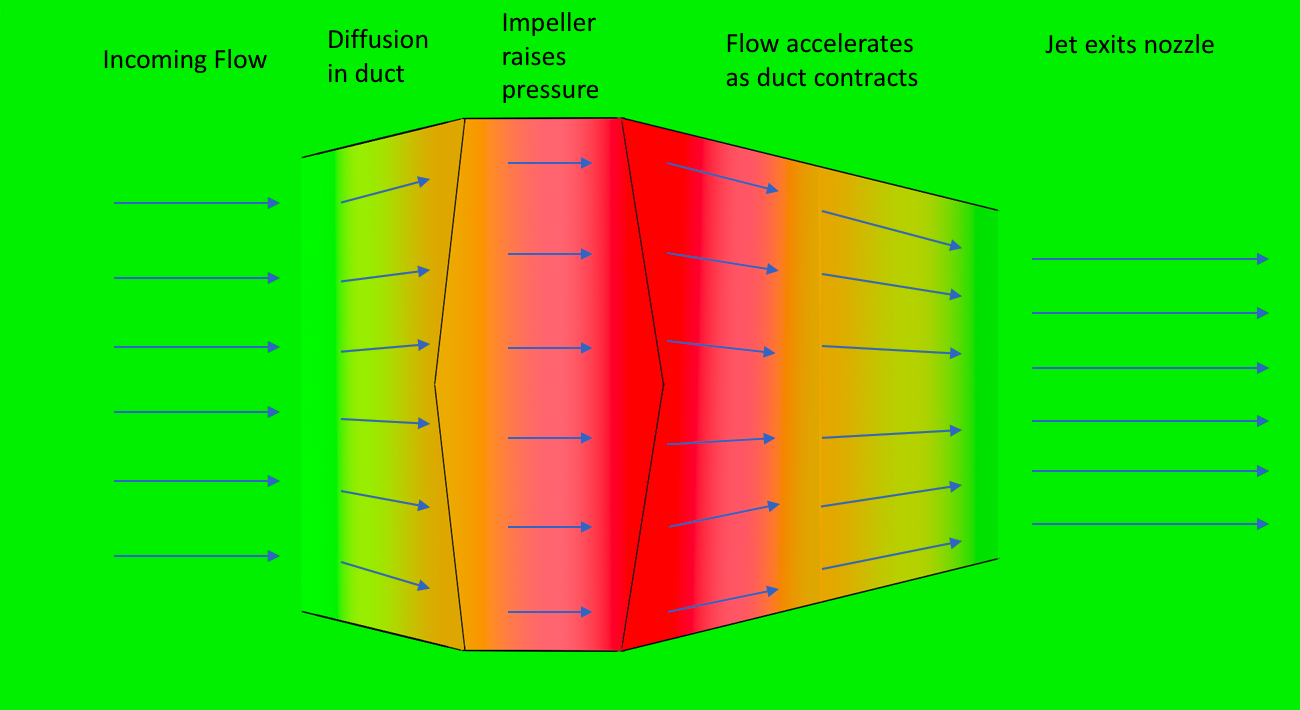 Incoming Flow
Diffusion
in duct
Impeller
raises
pressure
Flow accelerates
as duct contracts
Jet exits nozzle